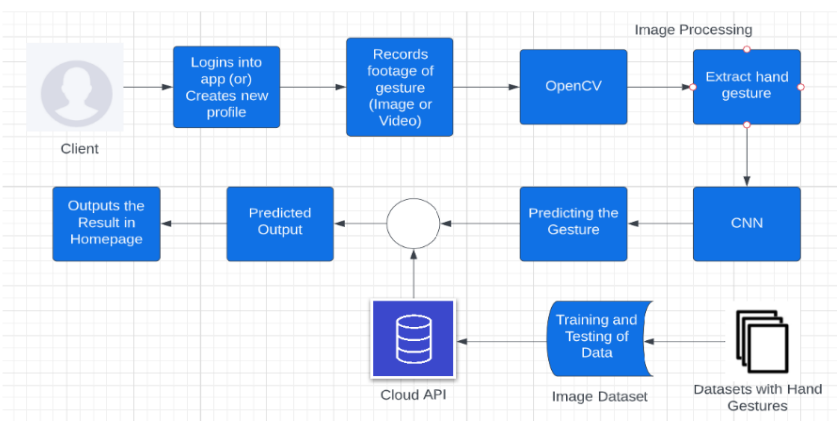 Image Processing
Logins into
app (or)
Creates new
profile
Records
footage of
gesture
(Image or
Video)
OpenCV
Extract hand
gesture
Client
Outputs the
Result in
Homepage
Predicted
Output
Predicting the
Gesture
CNN
Training and
Testing of
Data
Cloud API
Image Dataset
Datasets with Hand
Gestures